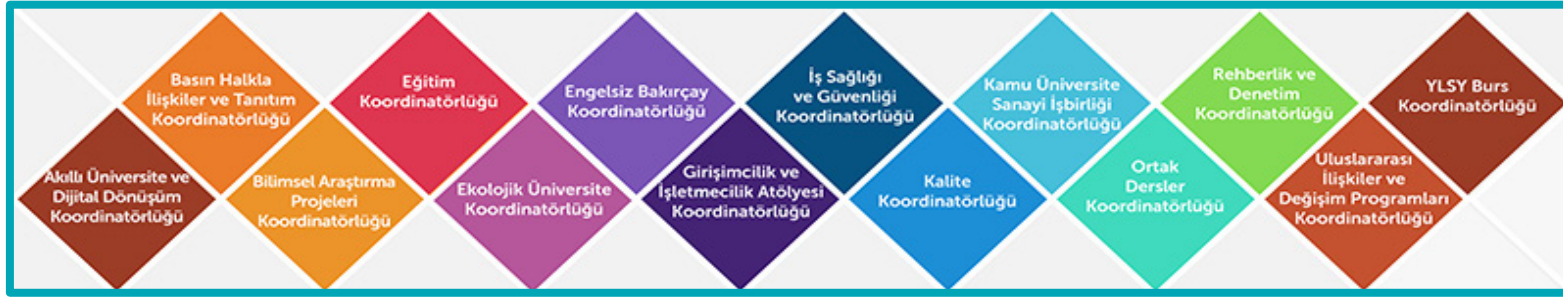 Basın Halkla
İlişkiler ve Tanıtım
Koordinatörlüğü
Eğitim
Koordinatörlüğü
Engelsiz Bakırçay
Koordinatörlüğü
İş Sağlığı
ve Güvenliği
Koordinatörlüğü
Kamu Üniversite
Sanayi İşbirliği
Koordinatörlüğü
Rehberlik ve
Denetim
Koordinatörlüğü
YLSY Burs
Koordinatörlüğü
Akıllı Üniversite ve
Dijital Dönüşüm
Koordinatörlüğü
Bilimsel Araştırma
Projeleri
Koordinatörlüğü
Ekolojik Üniversite
Koordinatörlüğü
Girişimcilik ve
İşletmecilik Atölyesi
Koordinatörlüğü
Kalite
Koordinatörlüğü
Ortak
Dersler
Koordinatörlüğü
Uluslararası
İlişkiler ve
Değişim Programları
Koordinatörlüğü